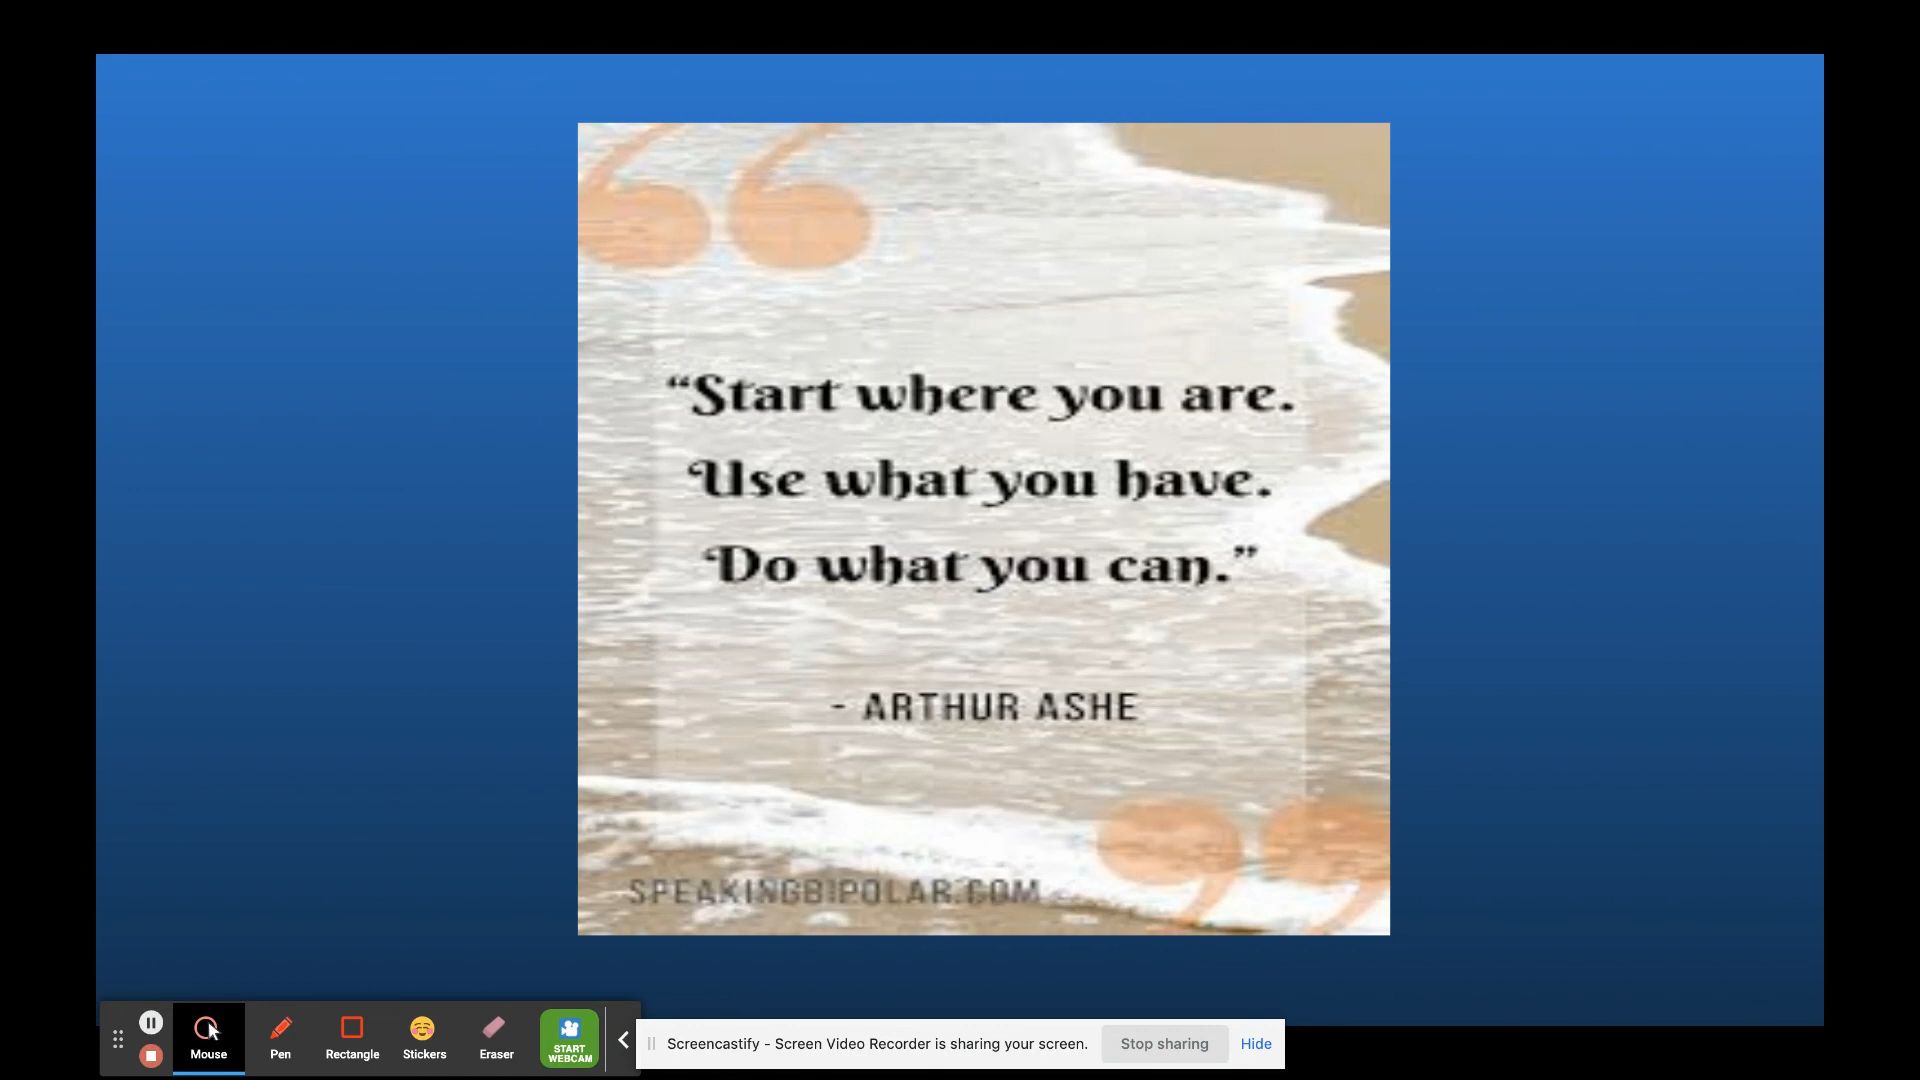 “Start where you are.
Use what you have.
Do what you can.”
- ARTHUR ASHE
SPEAKINGBIPOLAR.COM
Mouse
Pen
Rectangle
Stickers
Eraser
START
WEBCAM
Screencastify - Screen Video Recorder is sharing your screen.
Stop sharing
Hide